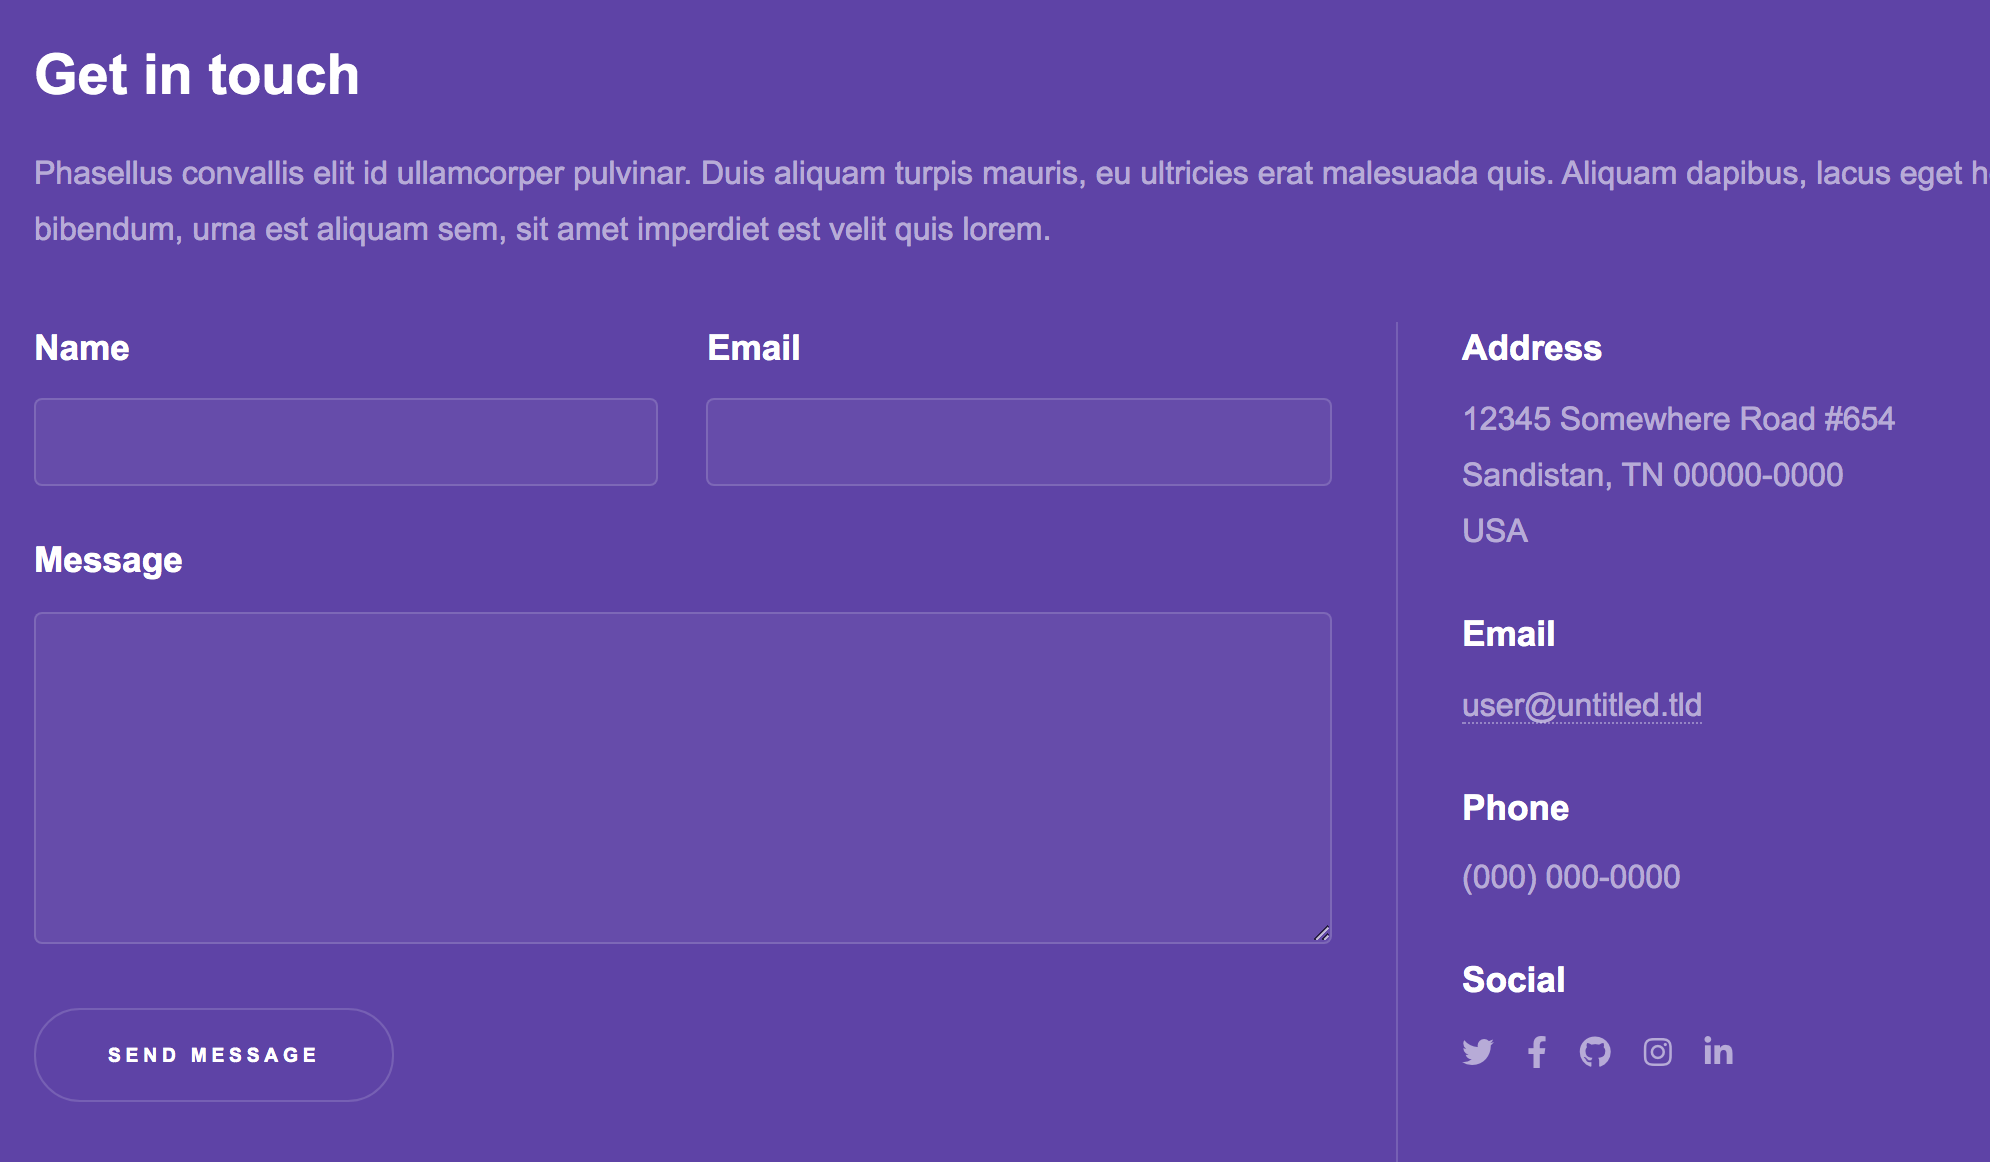 Get in touch
Phasellus convallis elit id ullamcorper pulvinar. Duis aliquam turpis mauris, eu ultricies erat malesuada quis. Aliquam dapibus, lacus eget
bibendum, urna est aliquam sem, sit amet imperdiet est velit quis lorem.
Name
Email
Message
SEND MESSAGE
Address
12345 Somewhere Road #654
Sandistan, TN 00000-0000
USA
Email
user@untitled.tld
Phone
(000) 000-0000
Social